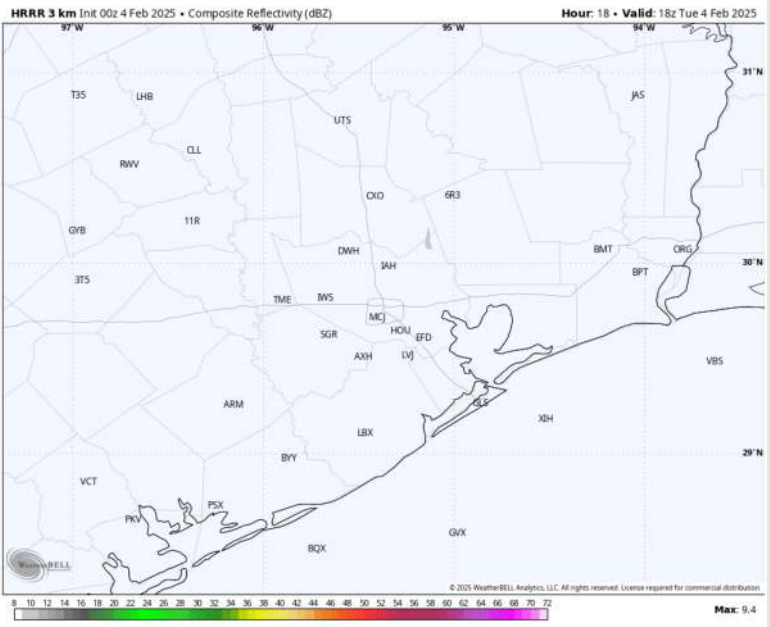 HRRR 3 km Init 00z 4 Feb 2025 • Composite Reflectivity (dBZ) Hour: 18 • Valid: 18z Tue 4 Feb 2025
97°W 96°W 95°W 94°W
31°N
T35 LHB JAS
UTS
CLL
RWV
CXO 6R3
11R
GYB
DWH BMT ORG
IAH 30°N
BPT
3T5
TME IWS
MCJ
SGR HOU EFD
AXH LVJ
VBS
ARM GLS
XIH
LBX
29°N
BYY
VCT
PSX
PKV
GVX
BQX
WeatherBELL
© 2025 WeatherBELL Analytics, LLC. All rights reserved. License required for commercial distribution.
8 10 12 14 16 18 20 22 24 26 28 30 32 34 36 38 40 42 44 46 48 50 52 54 56 58 60 62 64 66 68 70 72
Max: 9.4